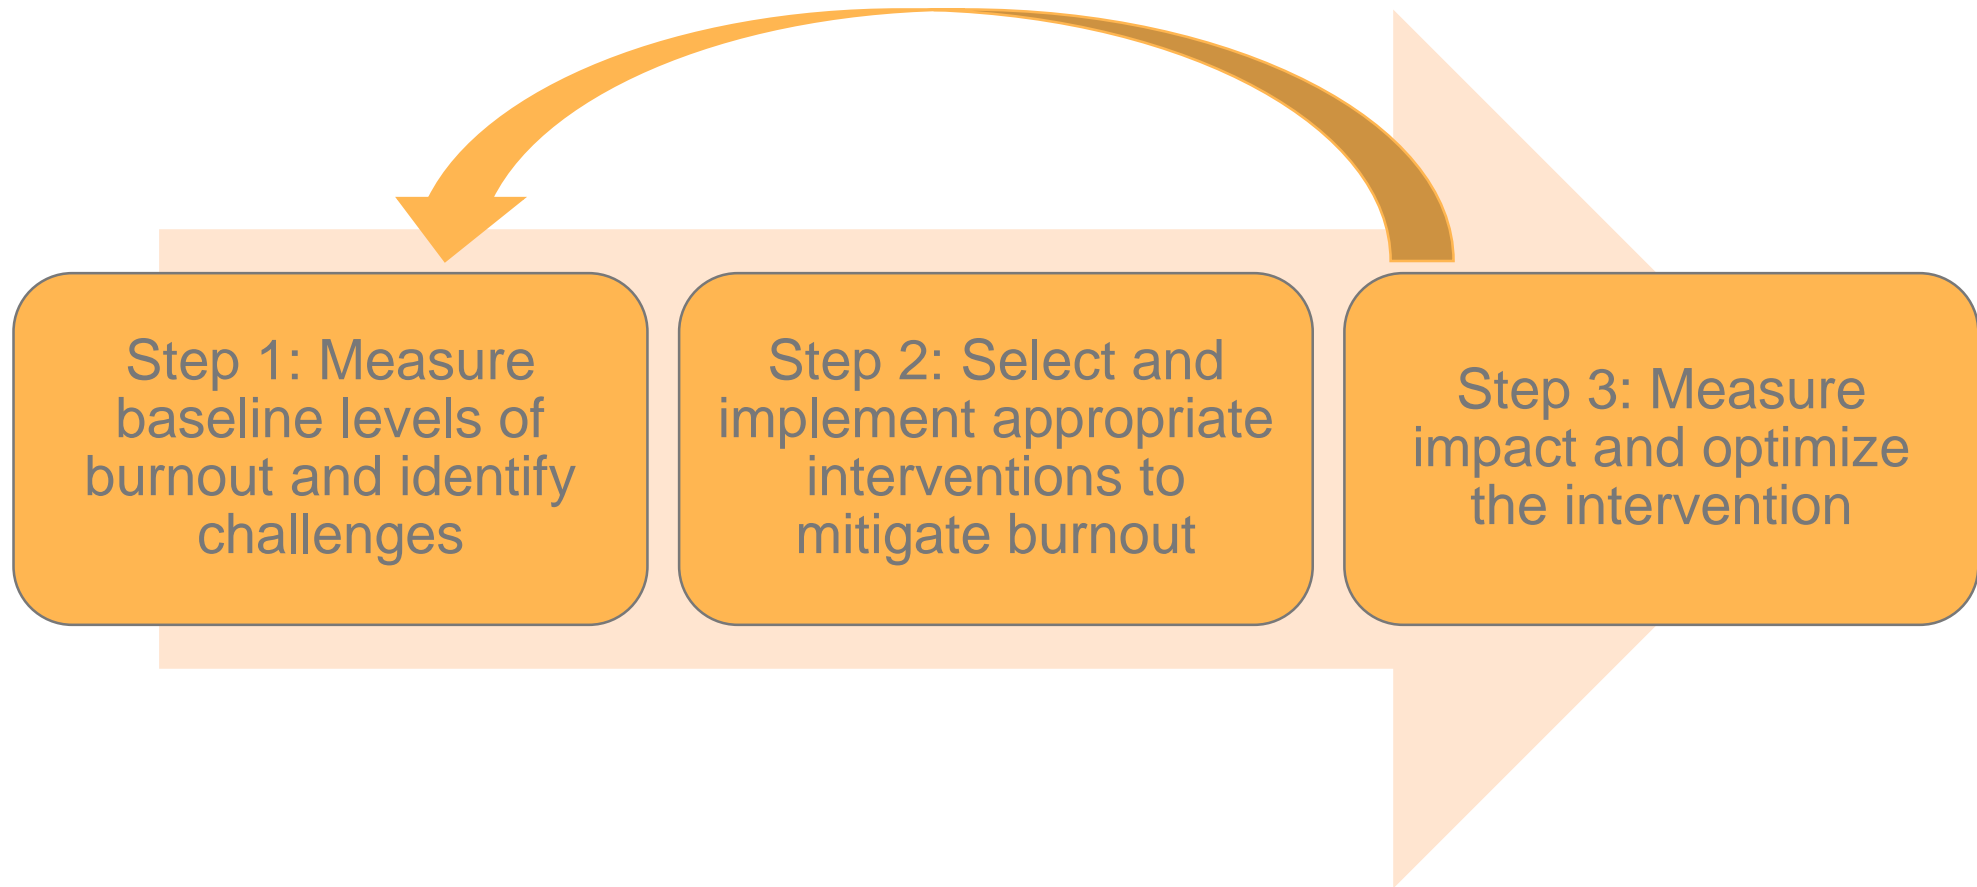 Step 1: Measure
baseline levels of
burnout and identify
challenges
Step 2: Select and
implement appropriate
interventions to
mitigate burnout
Step 3: Measure
impact and optimize
the intervention